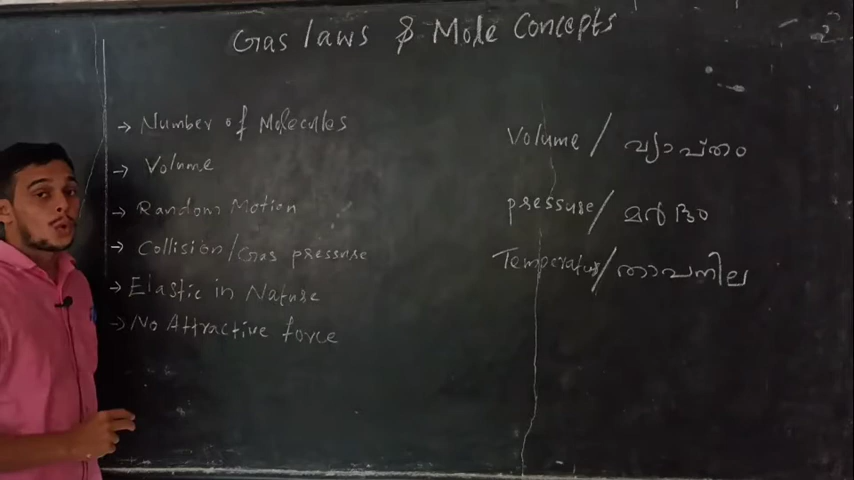 Gas laws & Mole Concepts
→ Number of Molecules
→ Volume
→ Random Motion
→ Collision/Gas pressure
→ Elastic in Nature
→ No Attractive force
Volume / വ്യാപ്തം
pressure / മർദ്ദം
Temperatur / താപനില